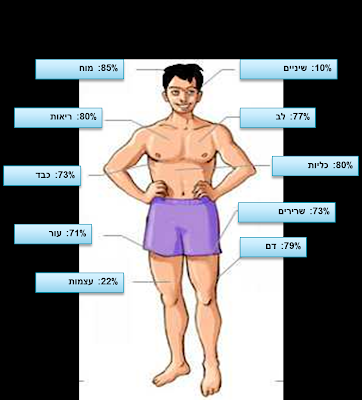 מוח: 85%
שיניים: 10%
ריאות: 80%
לב: 77%
כליות: 80%
כבד: 73%
שרירים: 73%
עור: 71%
דם: 79%
עצמות: 22%